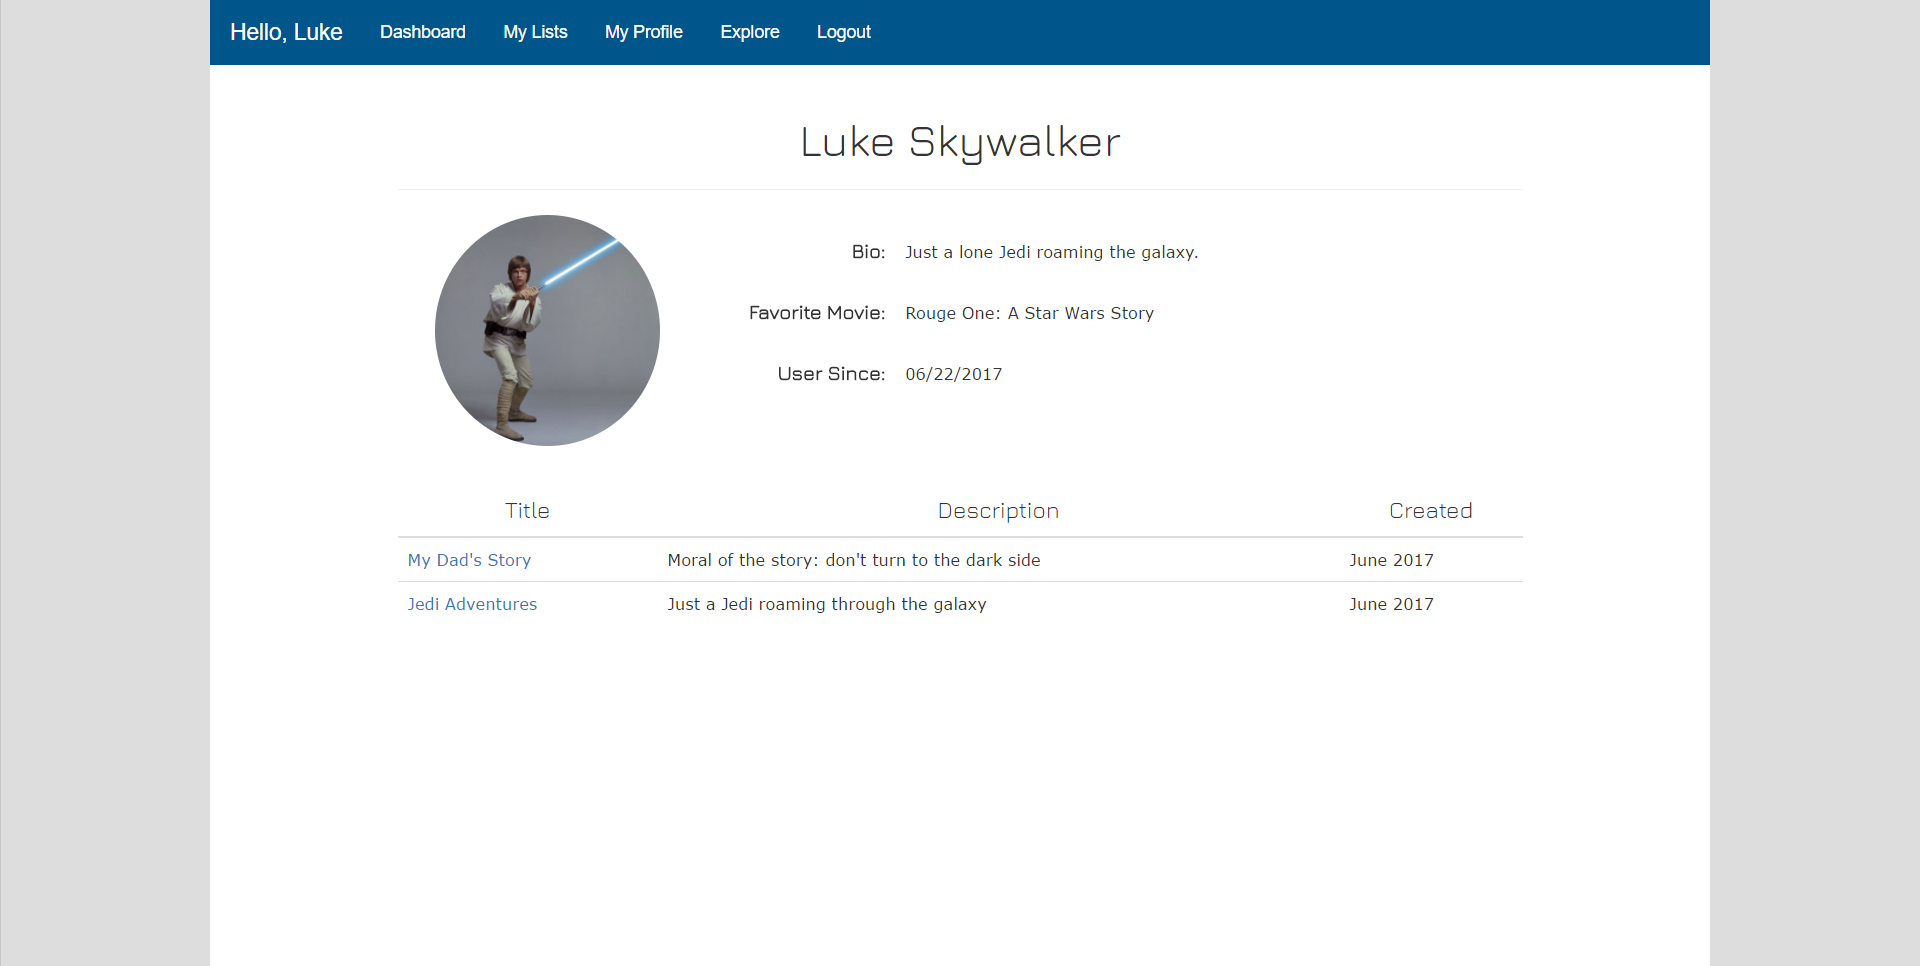 Hello, Luke Dashboard My Lists My Profile Explore Logout
Luke Skywalker
Bio: Just a lone Jedi roaming the galaxy.
Favorite Movie: Rouge One: A Star Wars Story
User Since: 06/22/2017
Title Description Created
My Dad's Story Moral of the story: don't turn to the dark side June 2017
Jedi Adventures Just a Jedi roaming through the galaxy June 2017